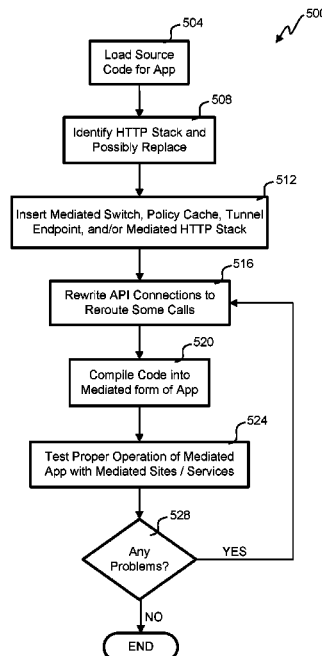 500
504
Load Source
Code for App
508
Identify HTTP Stack and
Possibly Replace
512
Insert Mediated Switch, Policy Cache, Tunnel
Endpoint, and/or Mediated HTTP Stack
516
Rewrite API Connections to
Reroute Some Calls
520
Compile Code into
Mediated form of App
524
Test Proper Operation of Mediated
App with Mediated Sites / Services
528
Any
Problems?
YES
NO
END